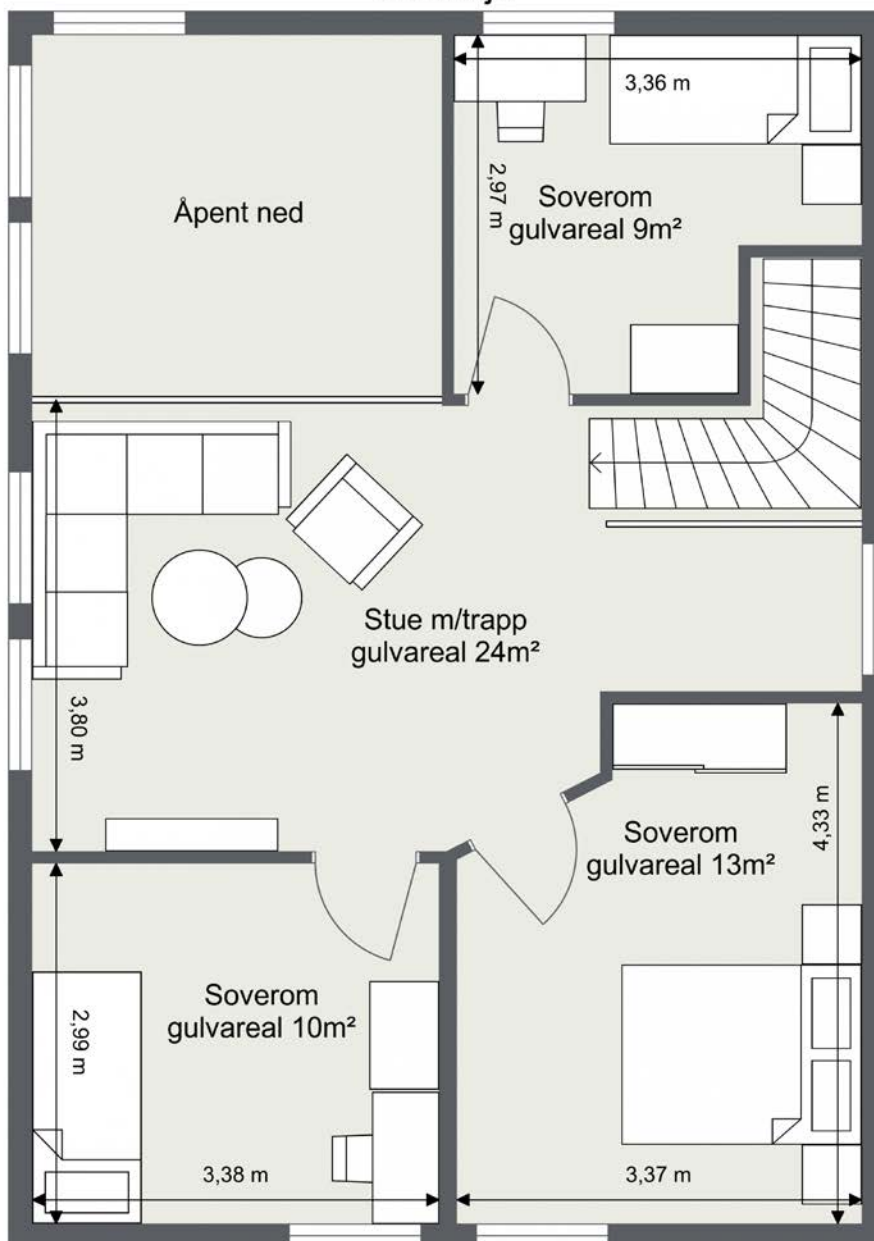 3,36 m
2,97 m
Åpent ned
Soverom
gulvareal 9m²
Stue m/trapp
gulvareal 24m²
3,80 m
4,33 m
Soverom
gulvareal 13m²
Soverom
gulvareal 10m²
2,99 m
3,38 m
3,37 m